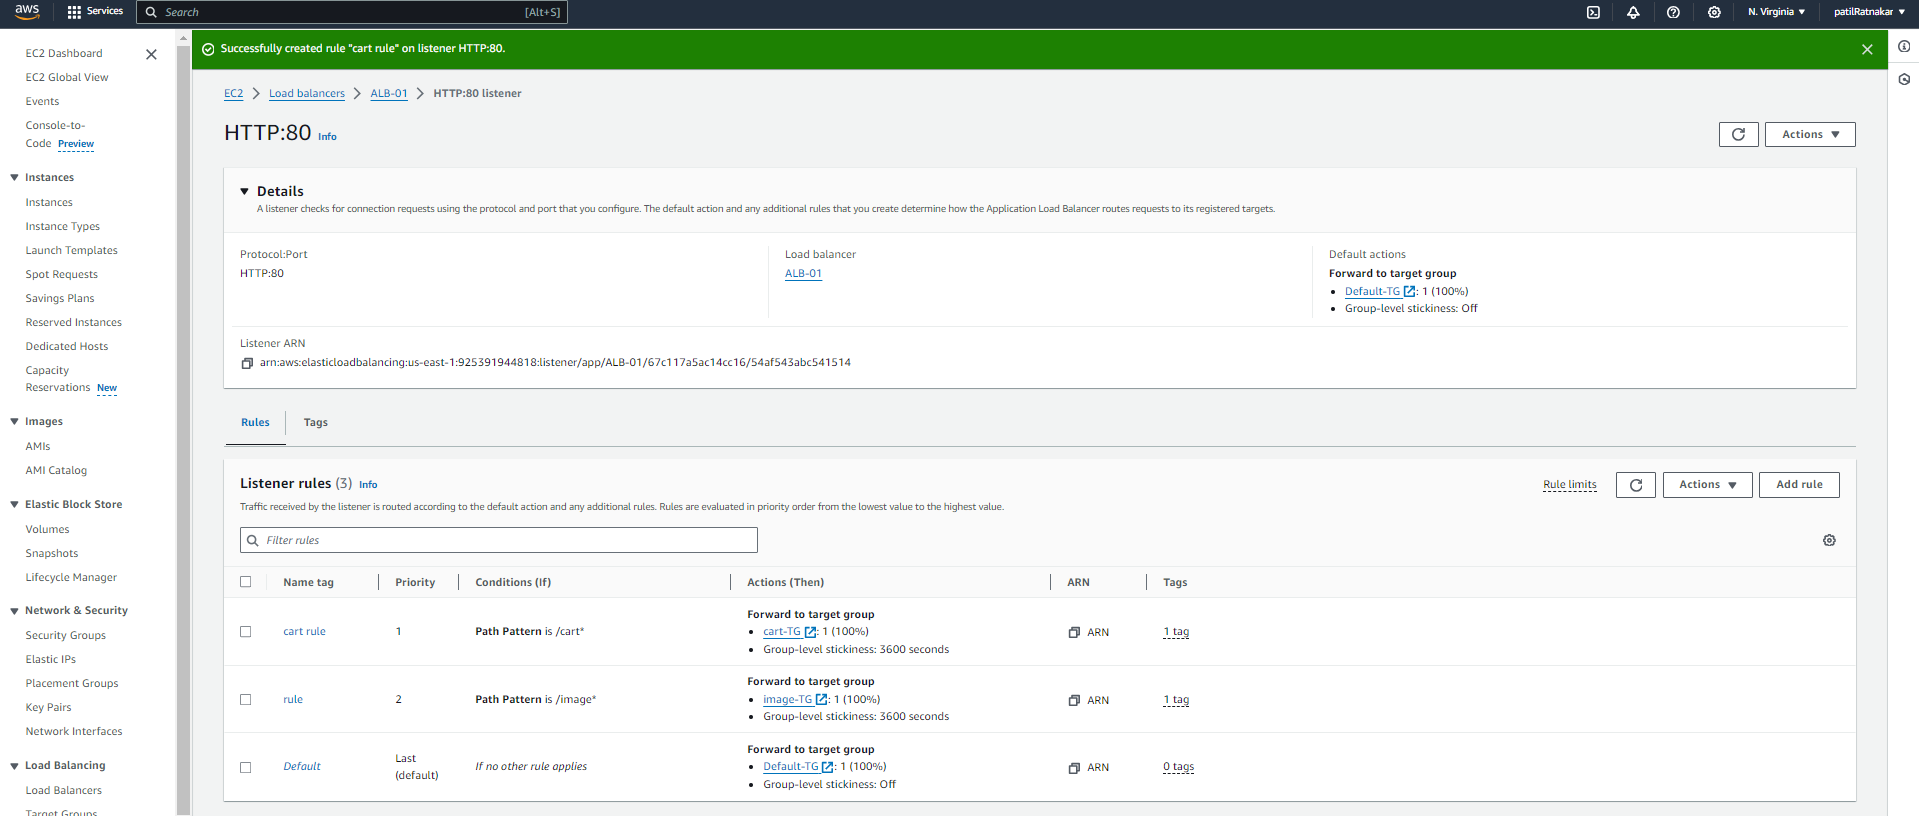 aws
Services
Search
[Alt+S]
N. Virginia
patilRatnakar
EC2 Dashboard
EC2 Global View
Events
Console-to-
Code Preview
Instances
Instances
Instance Types
Launch Templates
Spot Requests
Savings Plans
Reserved Instances
Dedicated Hosts
Capacity
Reservations New
Images
AMIs
AMI Catalog
Elastic Block Store
Volumes
Snapshots
Lifecycle Manager
Network & Security
Security Groups
Elastic IPs
Placement Groups
Key Pairs
Network Interfaces
Load Balancing
Load Balancers
Target Groups
Successfully created rule "cart rule" on listener HTTP:80.
EC2 > Load balancers > ALB-01 > HTTP:80 listener
HTTP:80 Info
Actions
Details
A listener checks for connection requests using the protocol and port that you configure. The default action and any additional rules that you create determine how the Application Load Balancer routes requests to its registered targets.
Protocol:Port
HTTP:80
Load balancer
ALB-01
Default actions
Forward to target group
• Default-TG : 1 (100%)
• Group-level stickiness: Off
Listener ARN
arn:aws:elasticloadbalancing:us-east-1:925391944818:listener/app/ALB-01/67c117a5ac14cc16/54af543abc541514
Rules
Tags
Listener rules (3) Info
Rule limits
Actions
Add rule
Traffic received by the listener is routed according to the default action and any additional rules. Rules are evaluated in priority order from the lowest value to the highest value.
Filter rules
Name tag
Priority
Conditions (If)
Actions (Then)
ARN
Tags
cart rule
1
Path Pattern is /cart*
Forward to target group
• cart-TG : 1 (100%)
• Group-level stickiness: 3600 seconds
ARN
1 tag
rule
2
Path Pattern is /image*
Forward to target group
• image-TG : 1 (100%)
• Group-level stickiness: 3600 seconds
ARN
1 tag
Default
Last
(default)
If no other rule applies
Forward to target group
• Default-TG : 1 (100%)
• Group-level stickiness: Off
ARN
0 tags